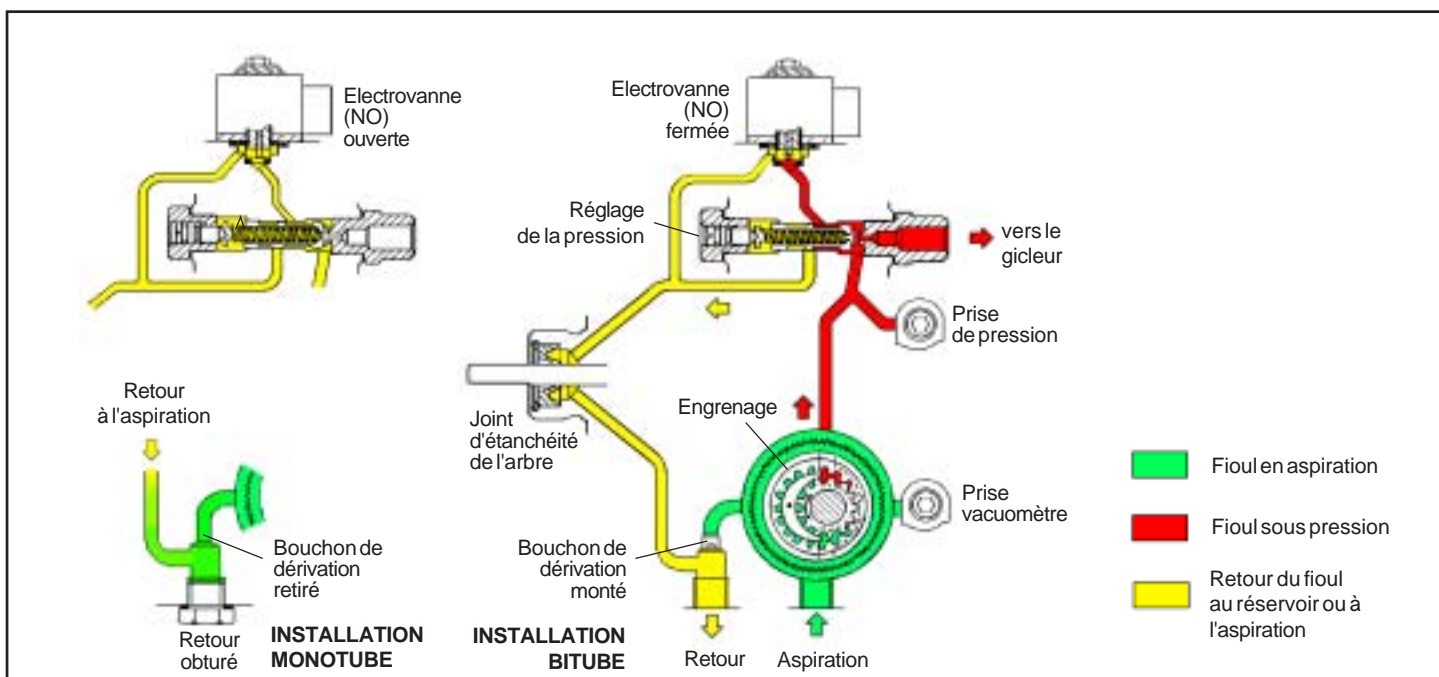 Electrovanne
(NO)
ouverte
Electrovanne
(NO)
fermée
Réglage
de la pression
vers le
gicleur
Prise
de pression
Retour
à l'aspiration
Joint
d'étanchéité
de l'arbre
Engrenage
Prise
vacuomètre
Bouchon de
dérivation
retiré
Bouchon de
dérivation
monté
Retour
obturé
INSTALLATION
MONOTUBE
INSTALLATION
BITUBE
Retour
Aspiration
Fioul en aspiration
Fioul sous pression
Retour du fioul
au réservoir ou à
l'aspiration